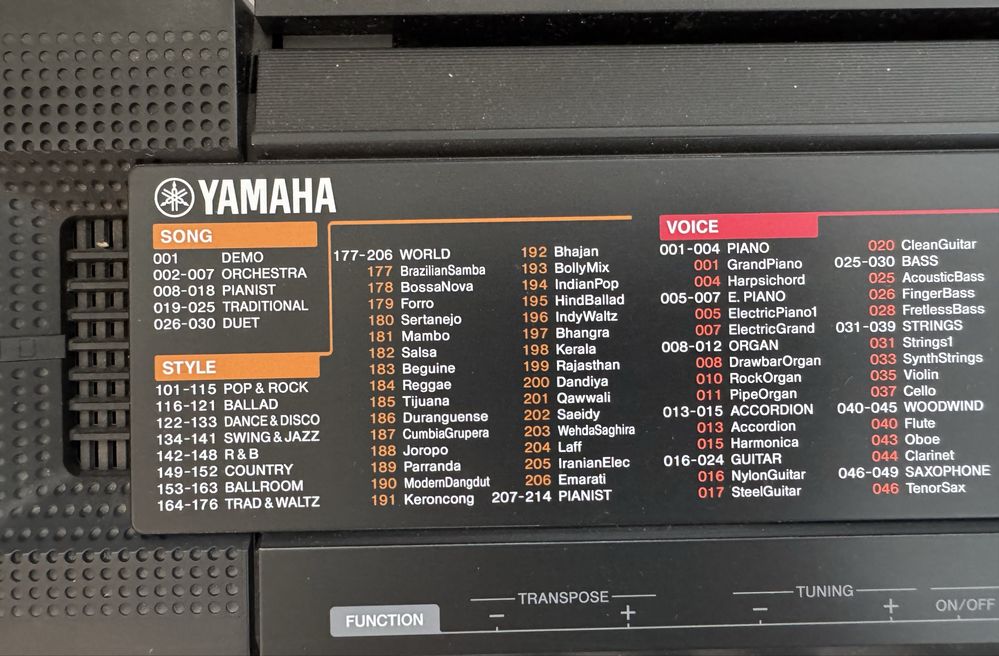 YAMAHA
SONG
001 DEMO
002-007 ORCHESTRA
008-018 PIANIST
019-025 TRADITIONAL
026-030 DUET
STYLE
101-115 POP & ROCK
116-121 BALLAD
122-133 DANCE & DISCO
134-141 SWING & JAZZ
142-148 R & B
149-152 COUNTRY
153-163 BALLROOM
164-176 TRAD & WALTZ
177-206 WORLD
177 BrazilianSamba
178 BossaNova
179 Forro
180 Sertanejo
181 Mambo
182 Salsa
183 Beguine
184 Reggae
185 Tijuana
186 Duranguense
187 CumbiaGrupera
188 Joropo
189 Parranda
190 ModernDangdut
191 Keroncong
192 Bhajan
193 BollyMix
194 IndianPop
195 HindBallad
196 IndyWaltz
197 Bhangra
198 Kerala
199 Rajasthan
200 Dandiya
201 Qawwali
202 Saeidy
203 WehdaSaghira
204 Laff
205 IranianElec
206 Emarati
207-214 PIANIST
VOICE
001-004 PIANO
001 GrandPiano
004 Harpsichord
005-007 E. PIANO
005 ElectricPiano1
007 ElectricGrand
008-012 ORGAN
008 DrawbarOrgan
010 RockOrgan
011 PipeOrgan
013-015 ACCORDION
013 Accordion
015 Harmonica
016-024 GUITAR
016 NylonGuitar
017 SteelGuitar
020 CleanGuitar
025-030 BASS
025 AcousticBass
026 FingerBass
028 FretlessBass
031-039 STRINGS
031 Strings1
033 SynthStrings
035 Violin
037 Cello
040-045 WOODWIND
040 Flute
043 Oboe
044 Clarinet
046-049 SAXOPHONE
046 TenorSax
FUNCTION
TRANSPOSE
− +
TUNING
− +
ON/OFF